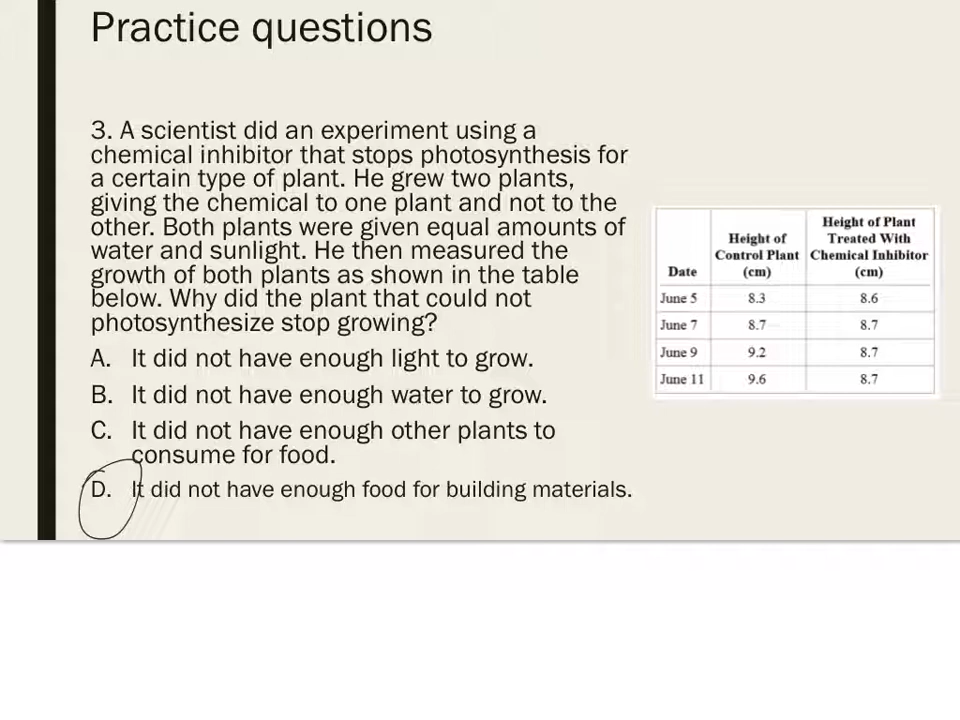 Practice questions
3. A scientist did an experiment using a
chemical inhibitor that stops photosynthesis for
a certain type of plant. He grew two plants,
giving the chemical to one plant and not to the
other. Both plants were given equal amounts of
water and sunlight. He then measured the
growth of both plants as shown in the table
below. Why did the plant that could not
photosynthesize stop growing?
A. It did not have enough light to grow.
B. It did not have enough water to grow.
C. It did not have enough other plants to
consume for food.
D. It did not have enough food for building materials.
Date
Height of
Control Plant
(cm)
Height of Plant
Treated With
Chemical Inhibitor
(cm)
June 5 8.3 8.6
June 7 8.7 8.7
June 9 9.2 8.7
June 11 9.6 8.7